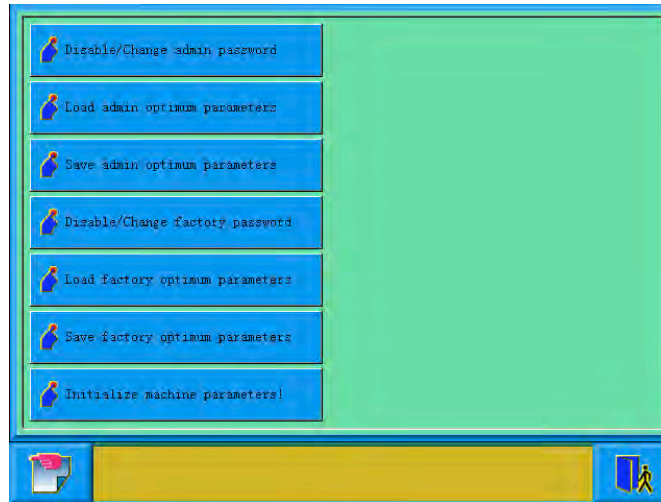 Disable/Change admin password
Load admin optimum parameters
Save admin optimum parameters
Disable/Change factory password
Load factory optimum parameters
Save factory optimum parameters
Initialize machine parameters!